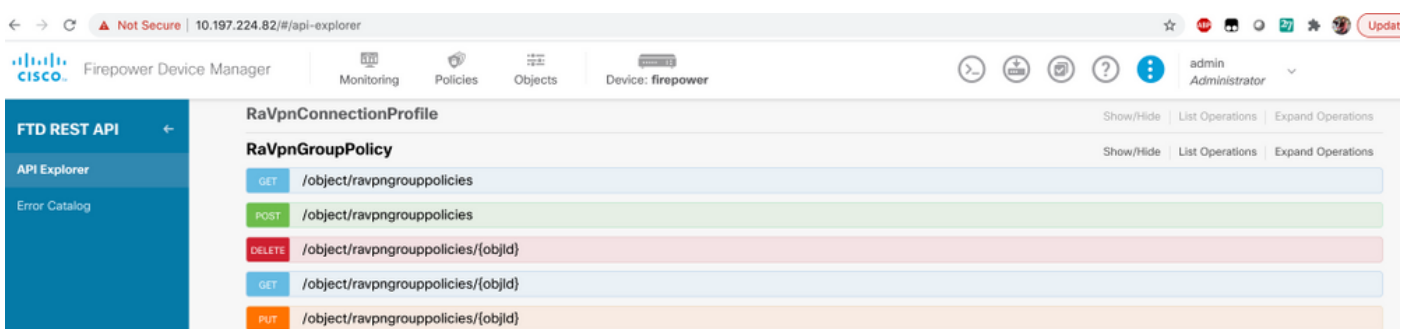 Not Secure | 10.197.224.82/#/api-explorer
ABP 27 Updat
CISCO Firepower Device Manager Monitoring Policies Objects Device: firepower admin Administrator
FTD REST API
API Explorer
Error Catalog
RaVpnConnectionProfile Show/Hide | List Operations | Expand Operations
RaVpnGroupPolicy Show/Hide | List Operations | Expand Operations
GET /object/ravpngrouppolicies
POST /object/ravpngrouppolicies
DELETE /object/ravpngrouppolicies/{objId}
GET /object/ravpngrouppolicies/{objId}
PUT /object/ravpngrouppolicies/{objId}